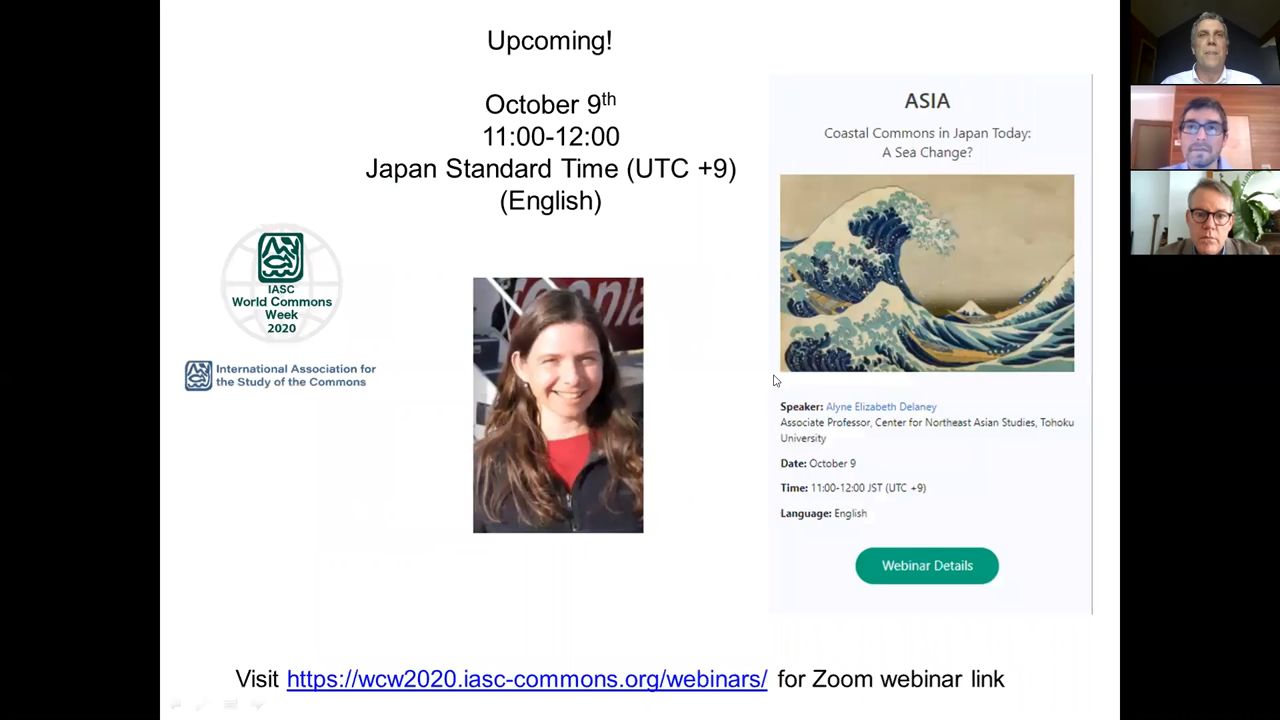 Upcoming!
October 9th
11:00-12:00
Japan Standard Time (UTC +9)
(English)
IASC
World Commons
Week
2020
International Association for
the Study of the Commons
ASIA
Coastal Commons in Japan Today:
A Sea Change?
Speaker: Alyne Elizabeth Delaney
Associate Professor, Center for Northeast Asian Studies, Tohoku
University
Date: October 9
Time: 11:00-12:00 JST (UTC +9)
Language: English
Webinar Details
Visit https://wcw2020.iasc-commons.org/webinars/ for Zoom webinar link